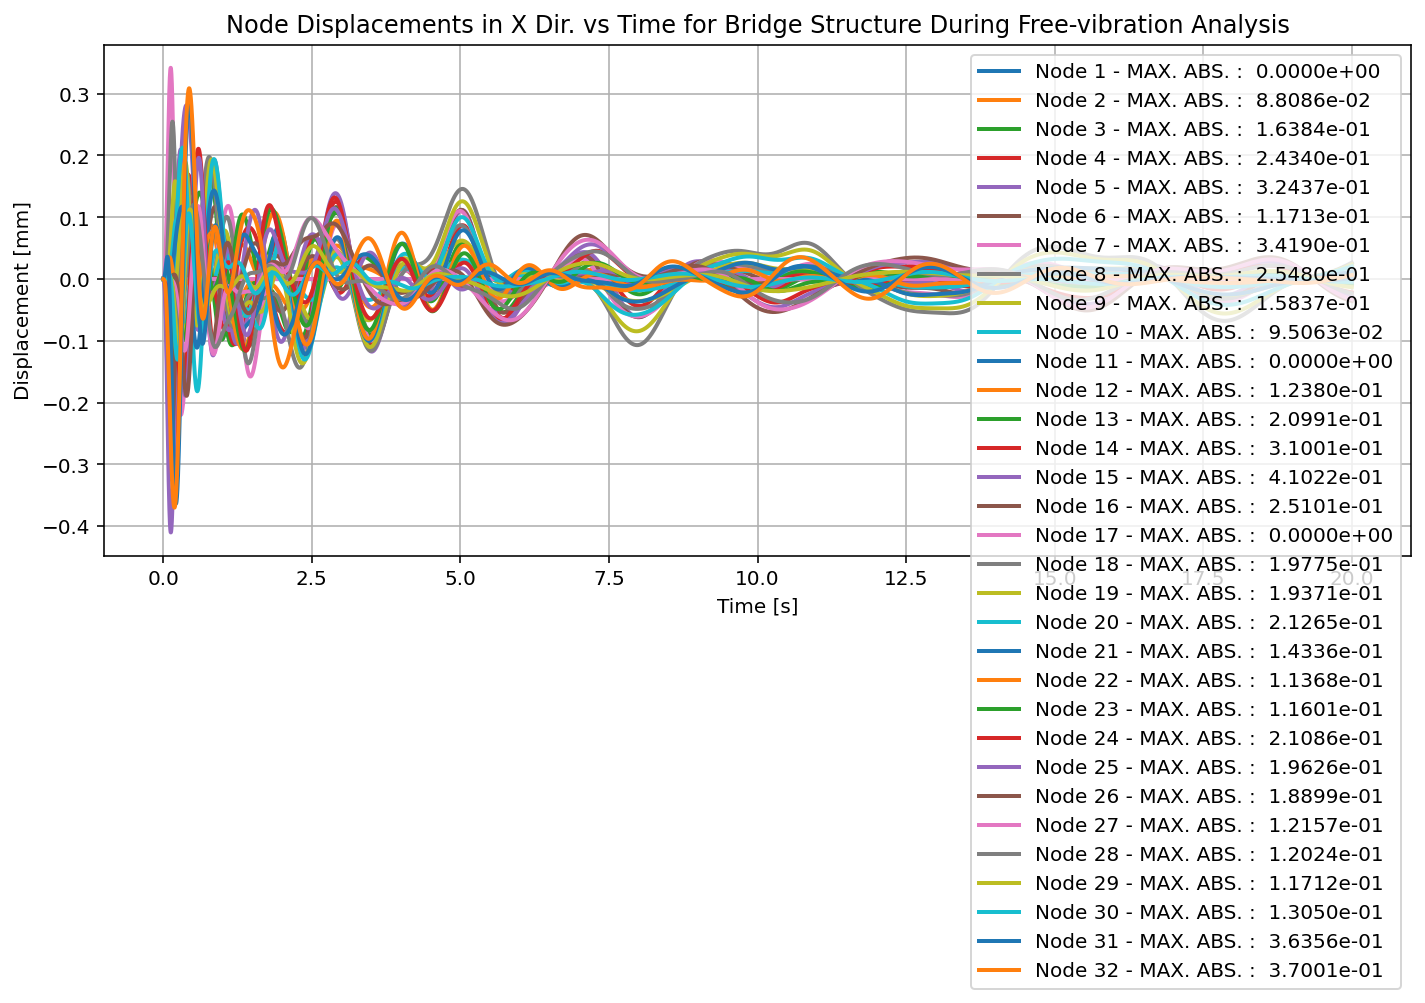 Node Displacements in X Dir. vs Time for Bridge Structure During Free-vibration Analysis
Displacement [mm]
0.3
0.2
0.1
0.0
−0.1
−0.2
−0.3
−0.4
0.0 2.5 5.0 7.5 10.0 12.5 15.0 17.5 20.0
Time [s]
Node 1 - MAX. ABS. : 0.0000e+00
Node 2 - MAX. ABS. : 8.8086e-02
Node 3 - MAX. ABS. : 1.6384e-01
Node 4 - MAX. ABS. : 2.4340e-01
Node 5 - MAX. ABS. : 3.2437e-01
Node 6 - MAX. ABS. : 1.1713e-01
Node 7 - MAX. ABS. : 3.4190e-01
Node 8 - MAX. ABS. : 2.5480e-01
Node 9 - MAX. ABS. : 1.5837e-01
Node 10 - MAX. ABS. : 9.5063e-02
Node 11 - MAX. ABS. : 0.0000e+00
Node 12 - MAX. ABS. : 1.2380e-01
Node 13 - MAX. ABS. : 2.0991e-01
Node 14 - MAX. ABS. : 3.1001e-01
Node 15 - MAX. ABS. : 4.1022e-01
Node 16 - MAX. ABS. : 2.5101e-01
Node 17 - MAX. ABS. : 0.0000e+00
Node 18 - MAX. ABS. : 1.9775e-01
Node 19 - MAX. ABS. : 1.9371e-01
Node 20 - MAX. ABS. : 2.1265e-01
Node 21 - MAX. ABS. : 1.4336e-01
Node 22 - MAX. ABS. : 1.1368e-01
Node 23 - MAX. ABS. : 1.1601e-01
Node 24 - MAX. ABS. : 2.1086e-01
Node 25 - MAX. ABS. : 1.9626e-01
Node 26 - MAX. ABS. : 1.8899e-01
Node 27 - MAX. ABS. : 1.2157e-01
Node 28 - MAX. ABS. : 1.2024e-01
Node 29 - MAX. ABS. : 1.1712e-01
Node 30 - MAX. ABS. : 1.3050e-01
Node 31 - MAX. ABS. : 3.6356e-01
Node 32 - MAX. ABS. : 3.7001e-01